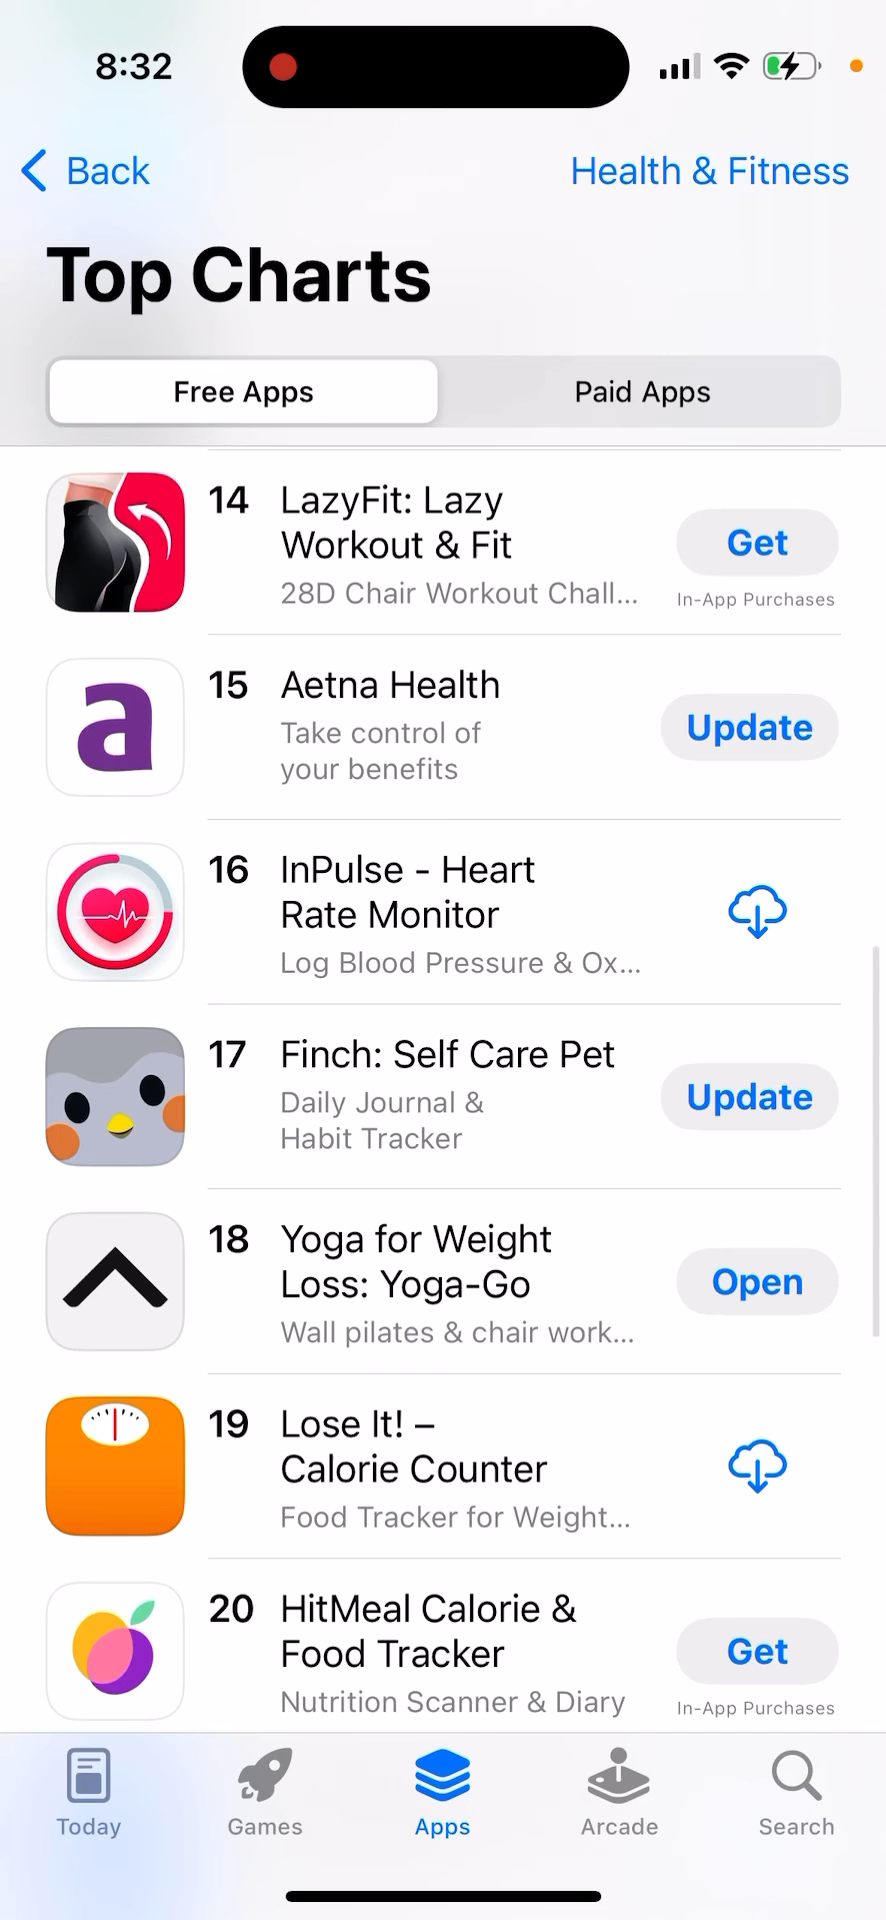 8:32
Back
Health & Fitness
Top Charts
Free Apps
Paid Apps
14
LazyFit: Lazy
Workout & Fit
28D Chair Workout Chall...
Get
In-App Purchases
a
15
Aetna Health
Take control of
your benefits
Update
16
InPulse - Heart
Rate Monitor
Log Blood Pressure & Ox...
17
Finch: Self Care Pet
Daily Journal &
Habit Tracker
Update
18
Yoga for Weight
Loss: Yoga-Go
Wall pilates & chair work...
Open
19
Lose It! –
Calorie Counter
Food Tracker for Weight...
20
HitMeal Calorie &
Food Tracker
Nutrition Scanner & Diary
Get
In-App Purchases
Today
Games
Apps
Arcade
Search